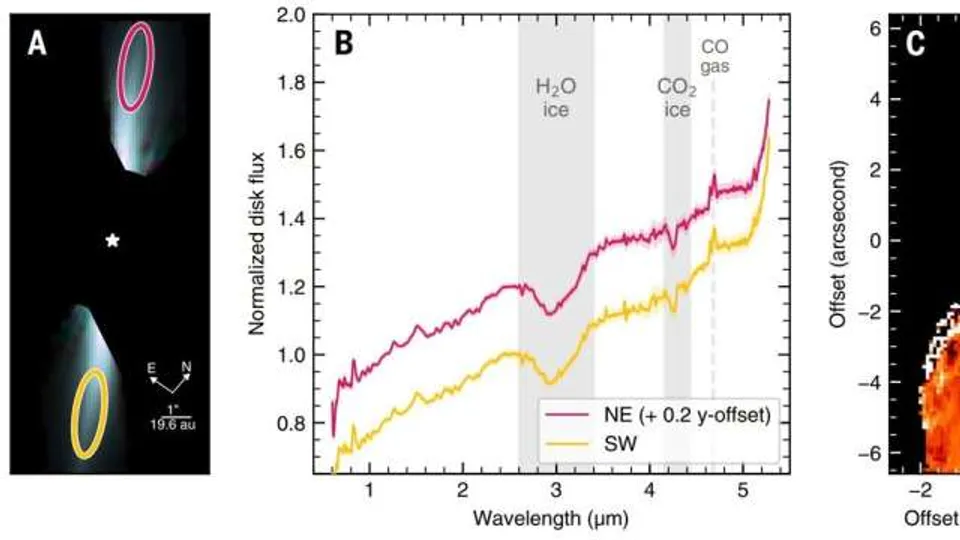 A
E
N
1"
19.6 au
B
Normalized disk flux
2.0
1.8
1.6
1.4
1.2
1.0
0.8
H₂O
ice
CO₂
ice
CO
gas
NE (+ 0.2 y-offset)
SW
1
2
3
4
5
Wavelength (μm)
C
Offset (arcsecond)
6
4
2
0
−2
−4
−6
−2
Offset